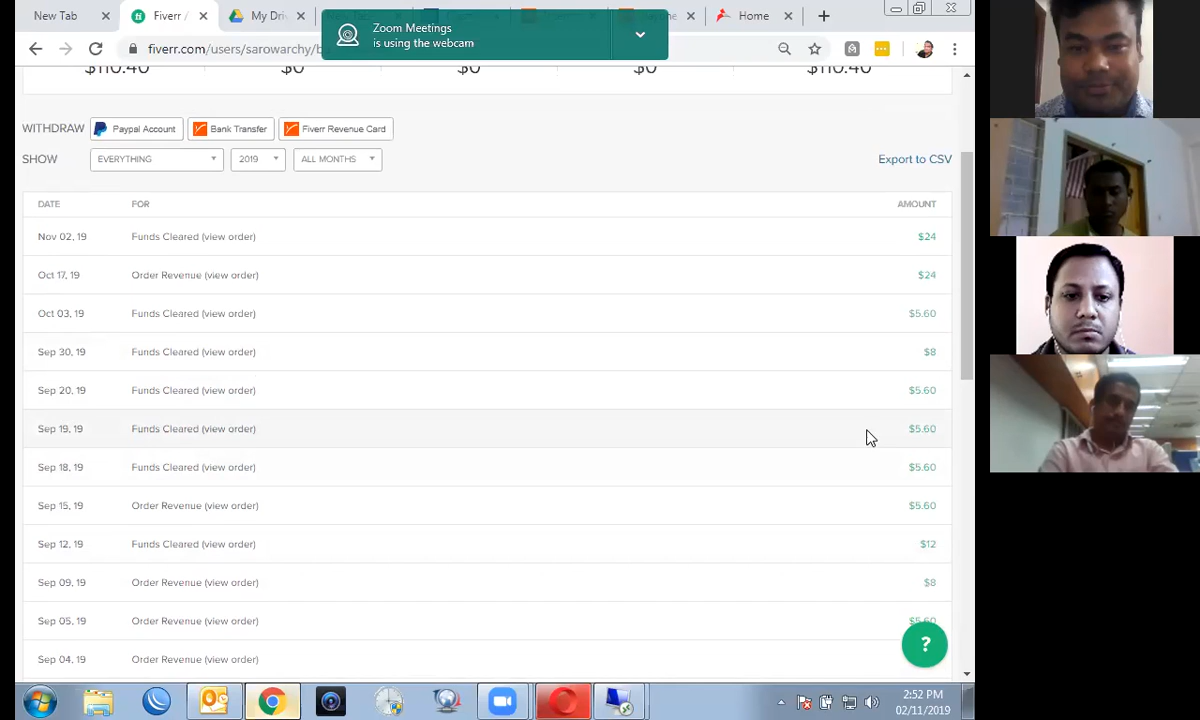 New Tab
Fiverr /
My Driv
Home
Zoom Meetings
is using the webcam
fiverr.com/users/sarowarchy/b
$110.40 $0 $0 $0 $110.40
WITHDRAW Paypal Account Bank Transfer Fiverr Revenue Card
SHOW EVERYTHING 2019 ALL MONTHS Export to CSV
DATE FOR AMOUNT
Nov 02, 19 Funds Cleared (view order) $24
Oct 17, 19 Order Revenue (view order) $24
Oct 03, 19 Funds Cleared (view order) $5.60
Sep 30, 19 Funds Cleared (view order) $8
Sep 20, 19 Funds Cleared (view order) $5.60
Sep 19, 19 Funds Cleared (view order) $5.60
Sep 18, 19 Funds Cleared (view order) $5.60
Sep 15, 19 Order Revenue (view order) $5.60
Sep 12, 19 Funds Cleared (view order) $12
Sep 09, 19 Order Revenue (view order) $8
Sep 05, 19 Order Revenue (view order) $5.60
Sep 04, 19 Order Revenue (view order)
?
2:52 PM
02/11/2019